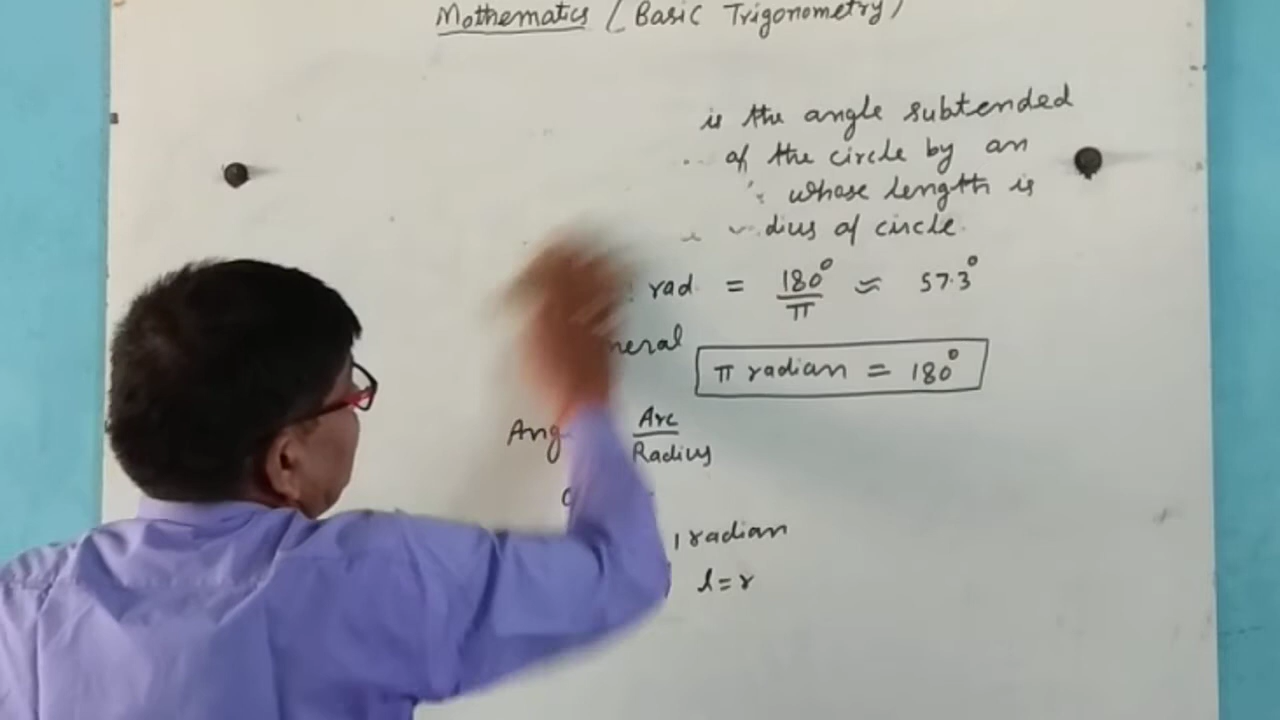 Mathematics (Basic Trigonometry)
is the angle subtended
of the circle by an
whose length is
dius of circle.
rad = 180°/π ≈ 57.3°
neral
π radian = 180°
Ang Arc/Radius
1 radian
l=r